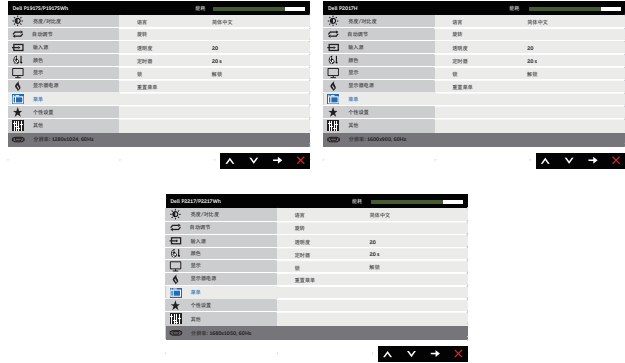 Dell P1917S/P1917SWh 能耗
亮度/对比度 语言 简体中文
自动调节 旋转
输入源 透明度 20
颜色 定时器 20 s
显示 锁 解锁
显示器电源 重置菜单
菜单
个性设置
其他
分辨率: 1280x1024, 60Hz
Dell P2017H 能耗
亮度/对比度 语言 简体中文
自动调节 旋转
输入源 透明度 20
颜色 定时器 20 s
显示 锁 解锁
显示器电源 重置菜单
菜单
个性设置
其他
分辨率: 1600x900, 60Hz
Dell P2217/P2217Wh 能耗
亮度/对比度 语言 简体中文
自动调节 旋转
输入源 透明度 20
颜色 定时器 20 s
显示 锁 解锁
显示器电源 重置菜单
菜单
个性设置
其他
分辨率: 1680x1050, 60Hz